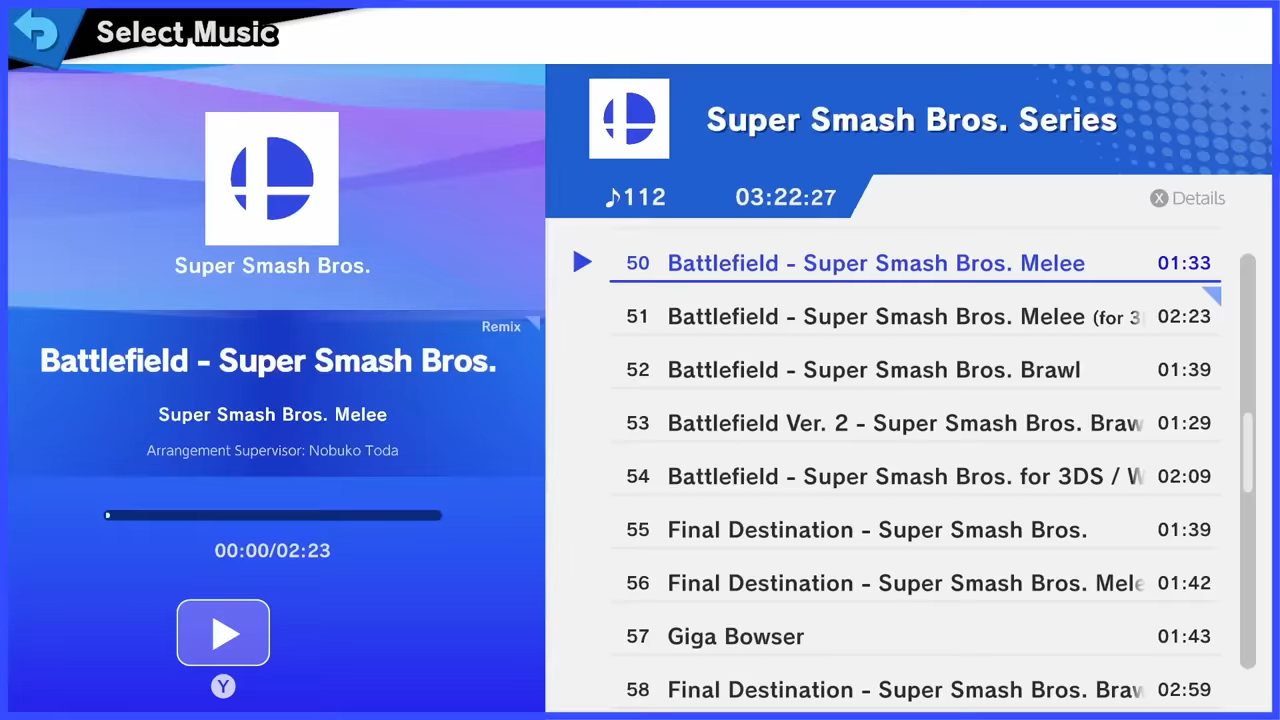 Select Music
Super Smash Bros.
Remix
Battlefield - Super Smash Bros.
Super Smash Bros. Melee
Arrangement Supervisor: Nobuko Toda
00:00/02:23
Y
Super Smash Bros. Series
♪112 03:22:27
X Details
50 Battlefield - Super Smash Bros. Melee 01:33
51 Battlefield - Super Smash Bros. Melee (for 3 02:23
52 Battlefield - Super Smash Bros. Brawl 01:39
53 Battlefield Ver. 2 - Super Smash Bros. Braw 01:29
54 Battlefield - Super Smash Bros. for 3DS / W 02:09
55 Final Destination - Super Smash Bros. 01:39
56 Final Destination - Super Smash Bros. Mele 01:42
57 Giga Bowser 01:43
58 Final Destination - Super Smash Bros. Braw 02:59